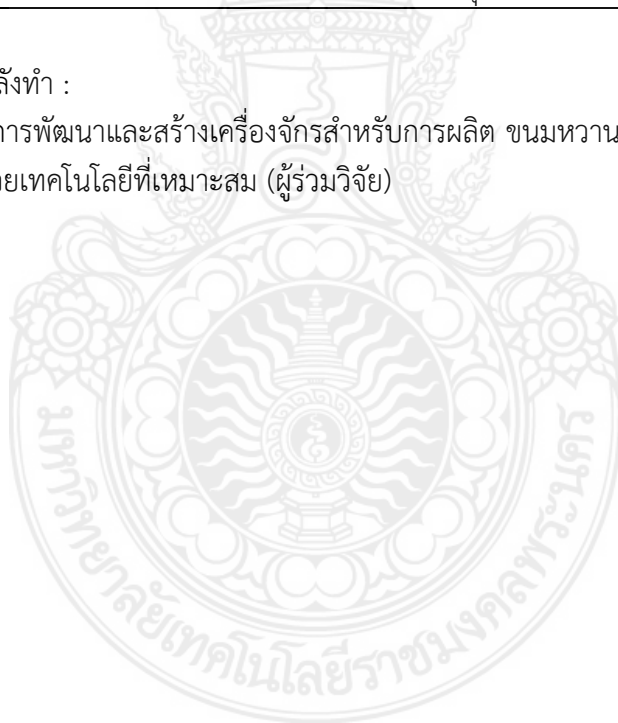 ลังทำ :
การพัฒนาและสร้างเครื่องจักรสำหรับการผลิต ขนมหวาน
ยเทคโนโลยีที่เหมาะสม (ผู้ร่วมวิจัย)
มหาวิทยาลัยเทคโนโลยีราชมงคลพระนคร